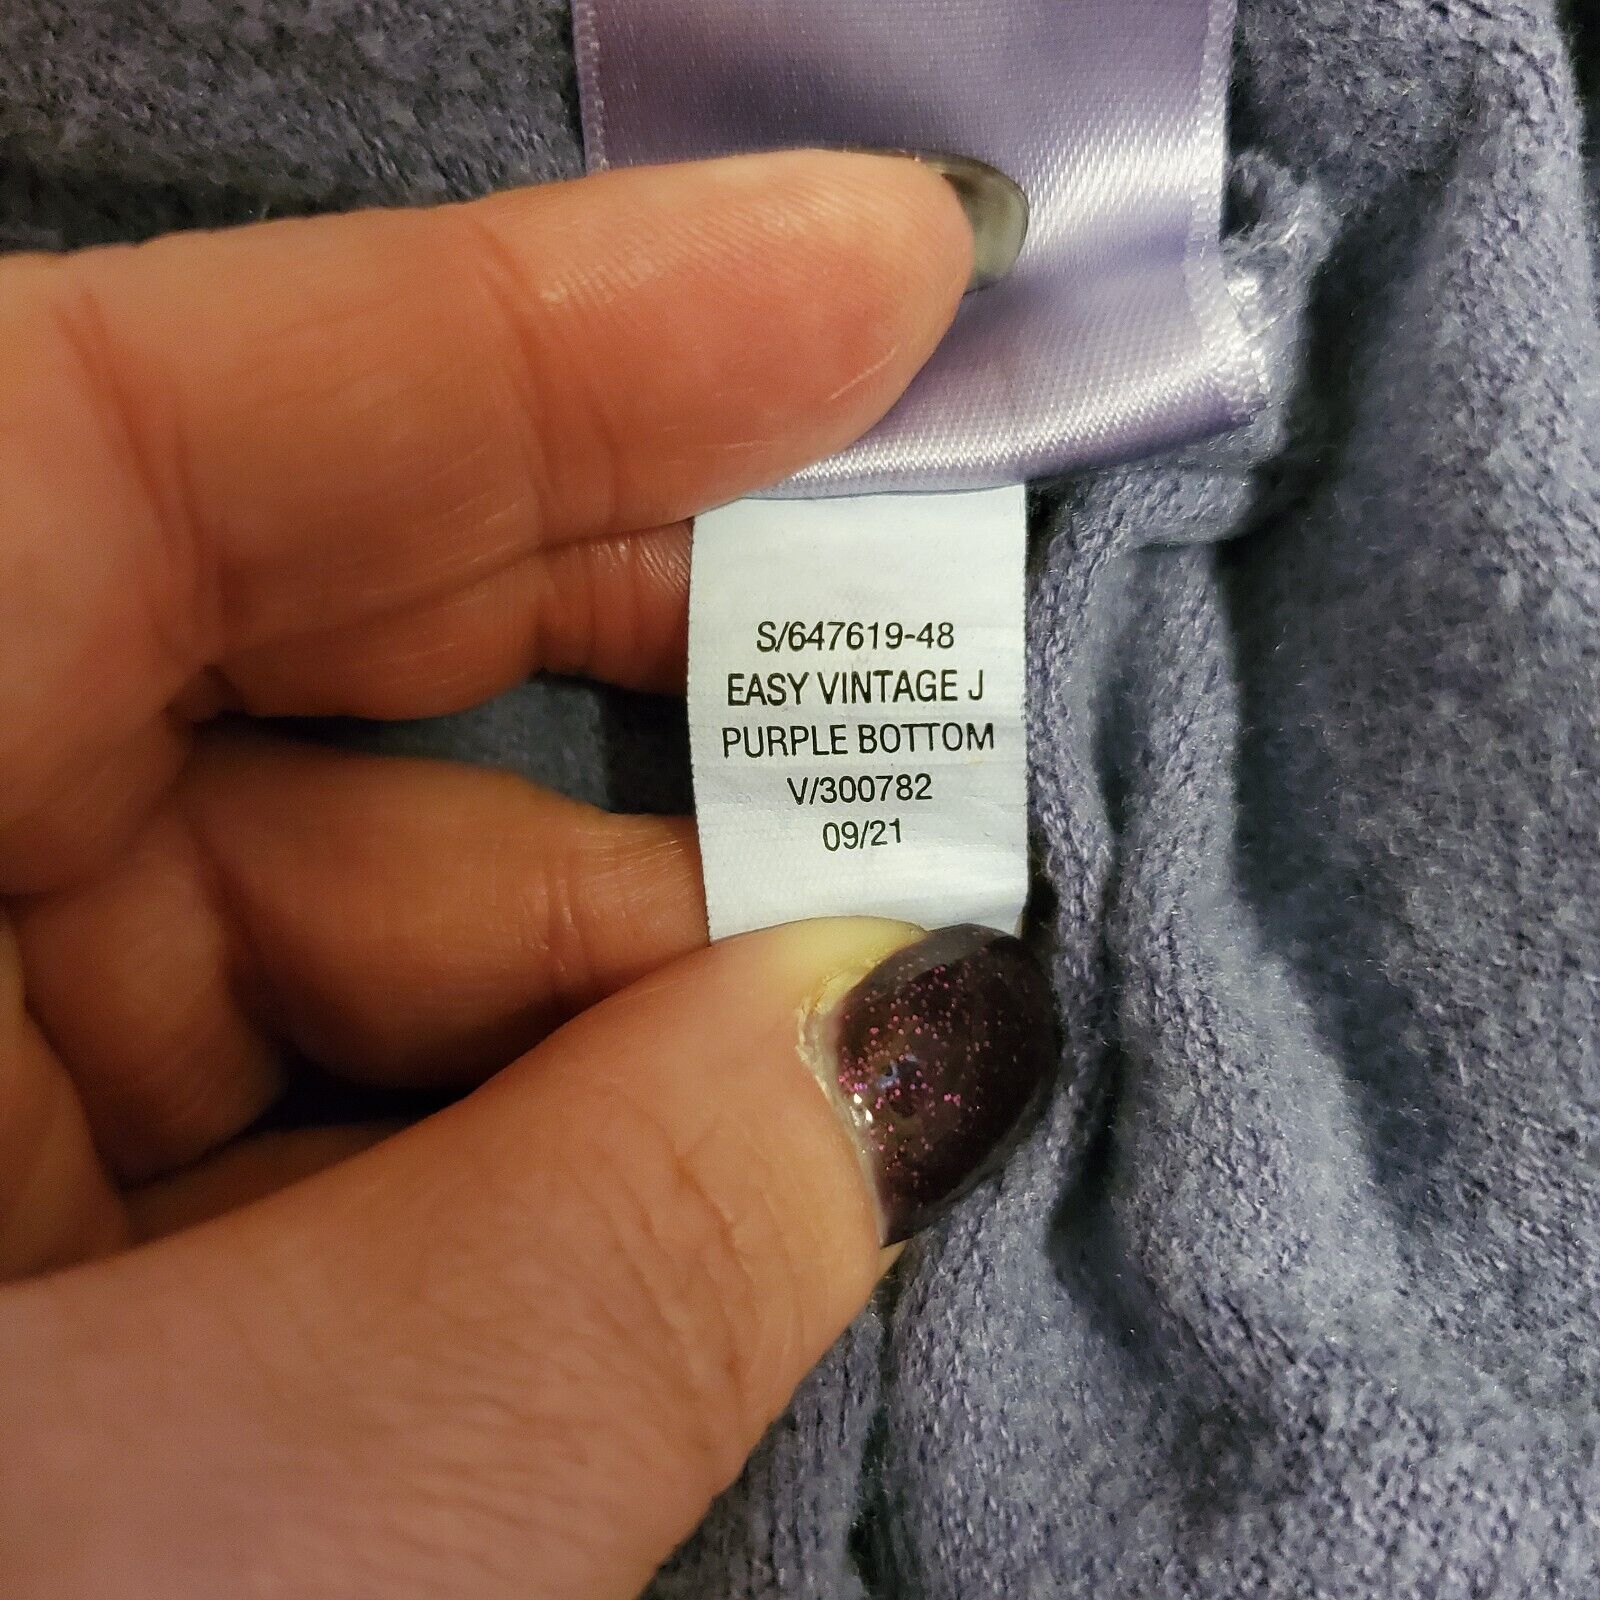 S/647619-48
EASY VINTAGE J
PURPLE BOTTOM
V/300782
09/21